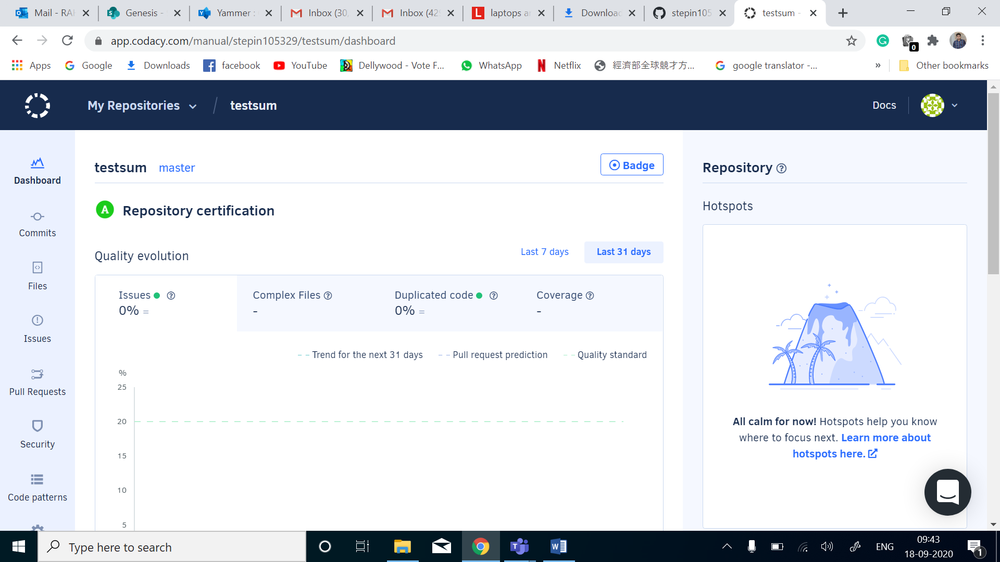 Mail - RAH
Genesis -
Yammer :
Inbox (30,
Inbox (429
laptops a
Download
stepin105
testsum -
app.codacy.com/manual/stepin105329/testsum/dashboard
0
Apps
Google
Downloads
facebook
YouTube
Dellywood - Vote F...
WhatsApp
Netflix
經濟部全球競才方...
google translator -...
»
Other bookmarks
My Repositories / testsum
Docs
testsum master
Badge
Repository
A Repository certification
Hotspots
Quality evolution
Last 7 days
Last 31 days
Issues
0% =
Complex Files
-
Duplicated code
0% =
Coverage
-
Trend for the next 31 days
Pull request prediction
Quality standard
%
25
20
15
10
5
All calm for now! Hotspots help you know
where to focus next. Learn more about
hotspots here.
Dashboard
Commits
Files
Issues
Pull Requests
Security
Code patterns
Type here to search
ENG
09:43
18-09-2020
1